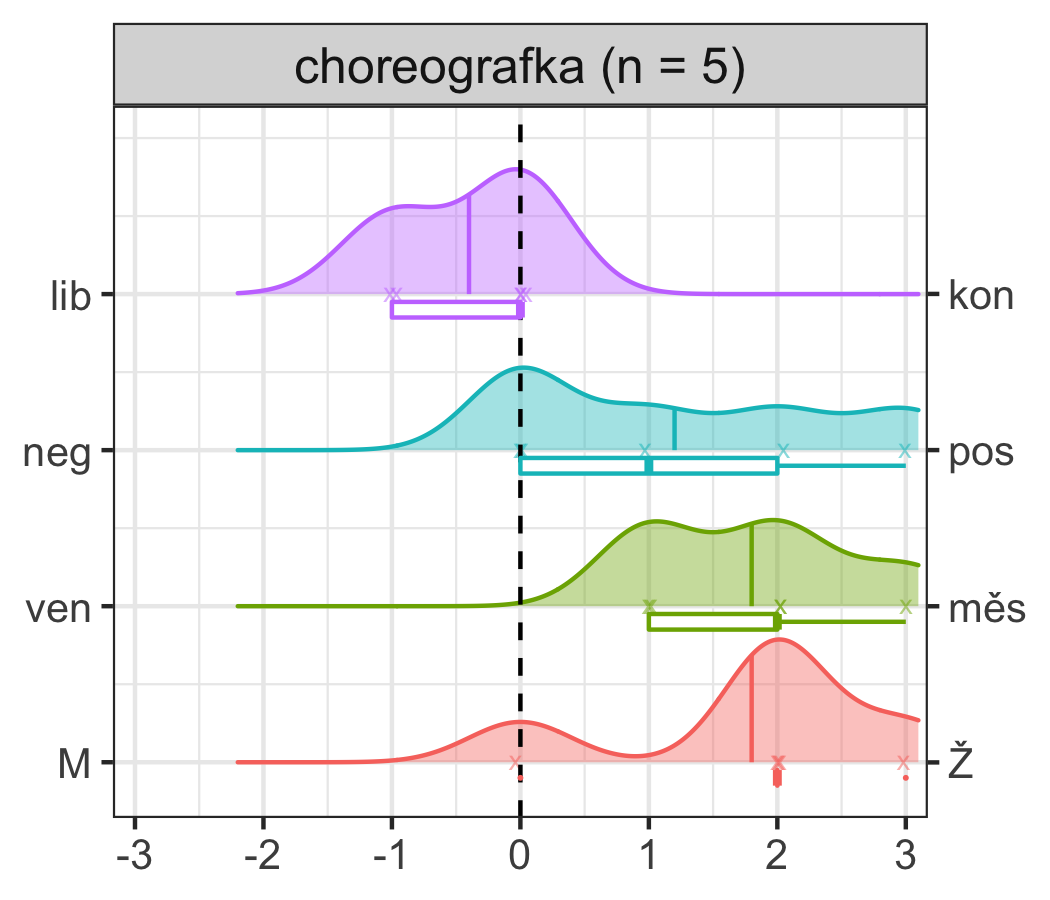 choreografka (n = 5)
lib kon
neg pos
ven měs
M Ž
-3 -2 -1 0 1 2 3